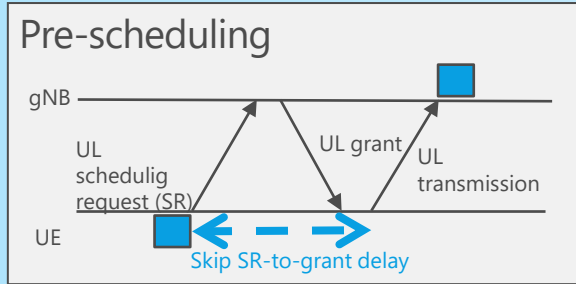 Pre-scheduling
gNB
UL
schedulig
request (SR)
UL grant
UL
transmission
UE
Skip SR-to-grant delay